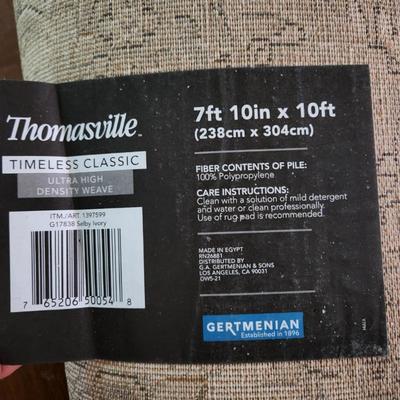 Thomasville™
TIMELESS CLASSIC
ULTRA HIGH
DENSITY WEAVE
ITM./ART. 1397599
G17838 Selby Ivory
7 65206 50054 8
7ft 10in x 10ft
(238cm x 304cm)
FIBER CONTENTS OF PILE:
100% Polypropylene
CARE INSTRUCTIONS:
Clean with a solution of mild detergent
and water or clean professionally.
Use of rug pad is recommended.
MADE IN EGYPT
RN26881
DISTRIBUTED BY
G.A. GERTMENIAN & SONS
LOS ANGELES, CA 90031
OW5-21
GERTMENIAN
Established in 1896